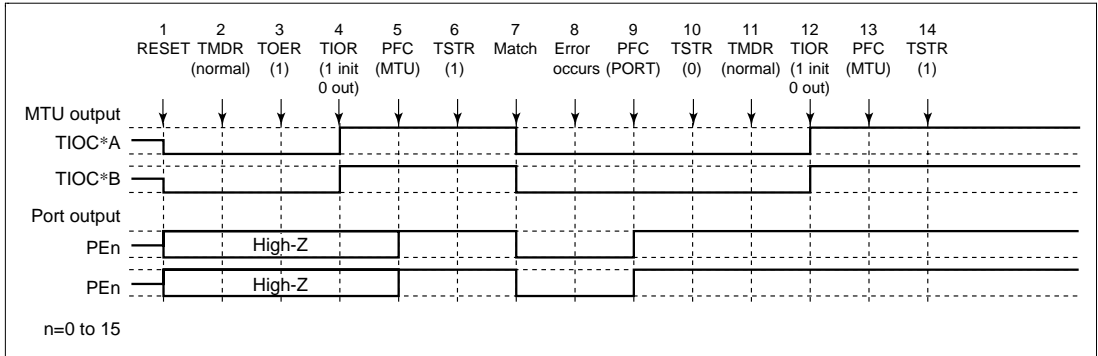 1 2 3 4 5 6 7 8 9 10 11 12 13 14
RESET TMDR TOER TIOR PFC TSTR Match Error PFC TSTR TMDR TIOR PFC TSTR
(normal) (1) (1 init (MTU) (1) occurs (PORT) (0) (normal) (1 init (MTU) (1)
0 out) 0 out)
MTU output
TIOC*A
TIOC*B
Port output
PEn High-Z
PEn High-Z
n=0 to 15